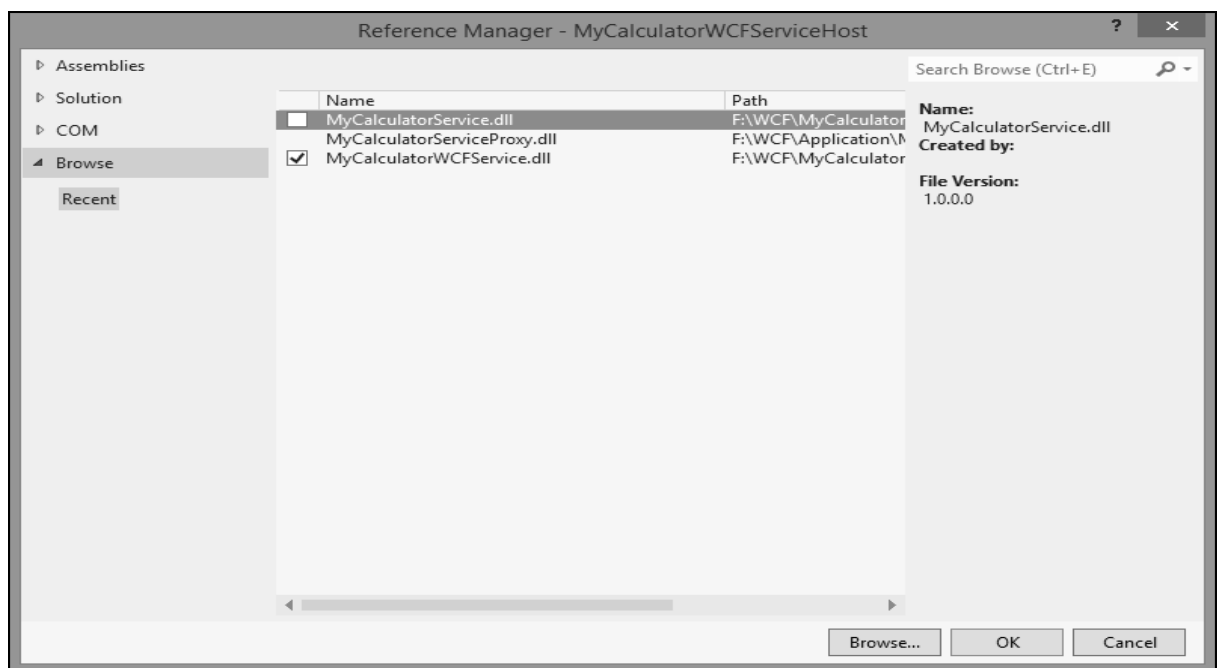 Reference Manager - MyCalculatorWCFServiceHost ? ×
Assemblies
Solution
COM
Browse
Recent
Name Path
MyCalculatorService.dll F:\WCF\MyCalculator
MyCalculatorServiceProxy.dll F:\WCF\Application\M
MyCalculatorWCFService.dll F:\WCF\MyCalculator
Search Browse (Ctrl+E)
Name:
MyCalculatorService.dll
Created by:
File Version:
1.0.0.0
Browse... OK Cancel